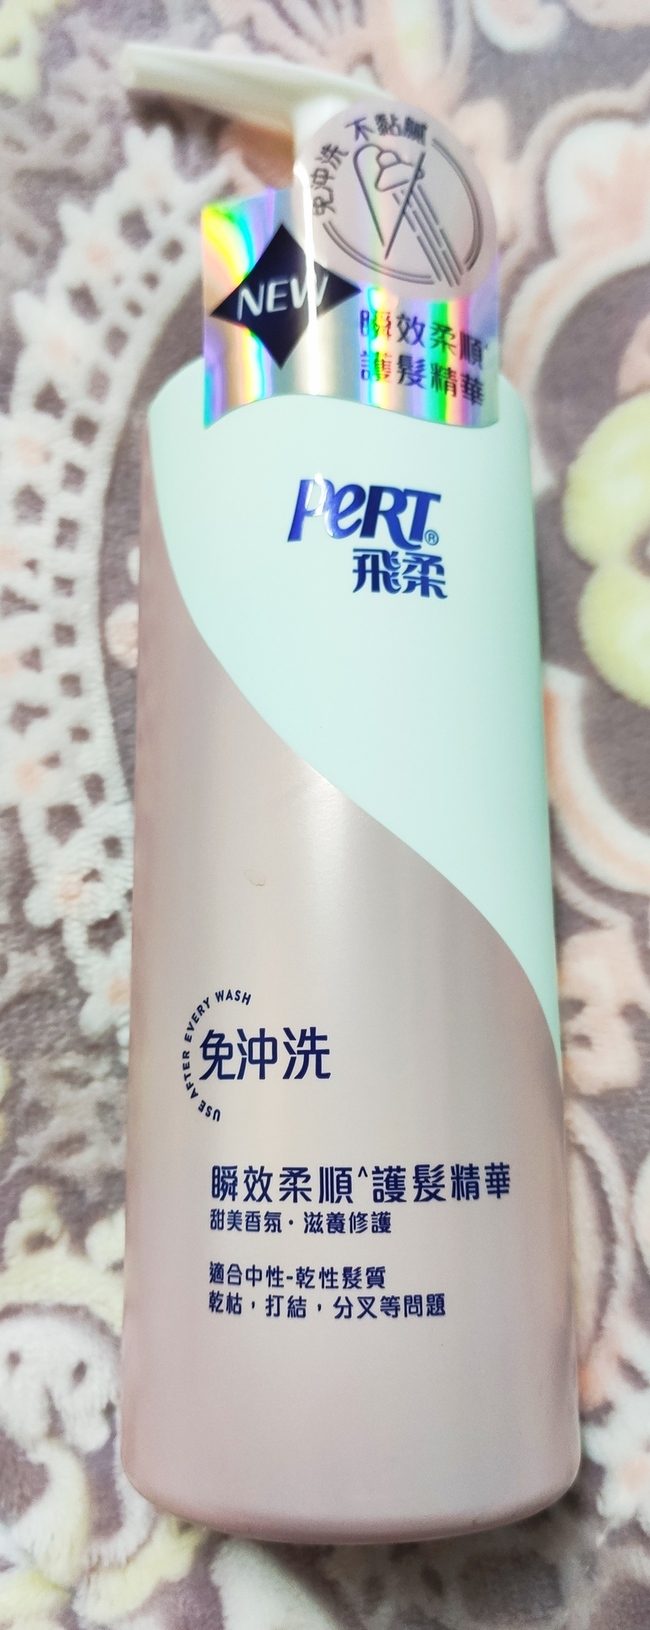 免沖洗 不黏膩
NEW
瞬效柔順^
護髮精華
PERT®
飛柔
USE AFTER EVERY WASH
免沖洗
瞬效柔順^護髮精華
甜美香氛・滋養修護
適合中性-乾性髮質
乾枯，打結，分叉等問題